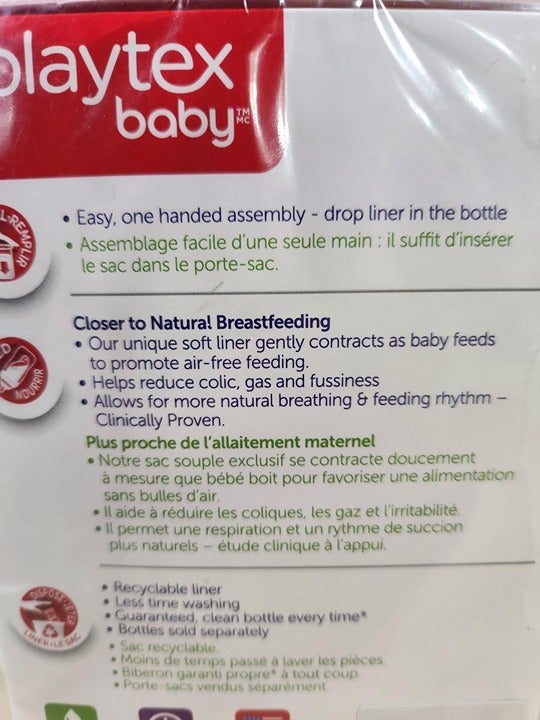 playtex
baby TM MC
• Easy, one handed assembly - drop liner in the bottle
• Assemblage facile d'une seule main : il suffit d'insérer
le sac dans le porte-sac.
REMPLIR
Closer to Natural Breastfeeding
• Our unique soft liner gently contracts as baby feeds
to promote air-free feeding.
• Helps reduce colic, gas and fussiness
• Allows for more natural breathing & feeding rhythm –
Clinically Proven.
NOURRIR
Plus proche de l'allaitement maternel
• Notre sac souple exclusif se contracte doucement
à mesure que bébé boit pour favoriser une alimentation
sans bulles d'air.
• Il aide à réduire les coliques, les gaz et l'irritabilité.
• Il permet une respiration et un rythme de succion
plus naturels – étude clinique à l'appui.
• Recyclable liner
• Less time washing
• Guaranteed, clean bottle every time*
• Bottles sold separately
LINER•LE SAC
• Sac recyclable.
• Moins de temps passé à laver les pièces.
• Biberon garanti propre* à tout coup.
• Porte-sacs vendus séparément.